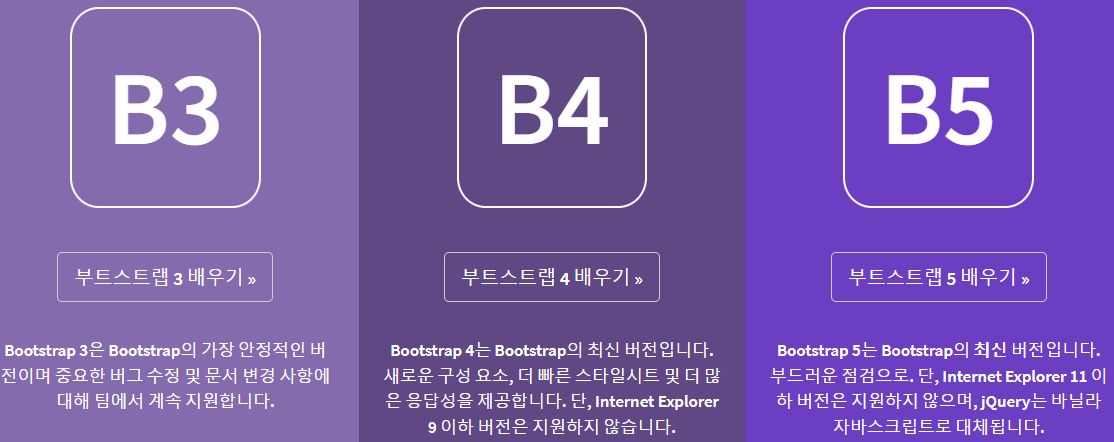 B3
부트스트랩 3 배우기 »
Bootstrap 3은 Bootstrap의 가장 안정적인 버
전이며 중요한 버그 수정 및 문서 변경 사항에
대해 팀에서 계속 지원합니다.
B4
부트스트랩 4 배우기 »
Bootstrap 4는 Bootstrap의 최신 버전입니다.
새로운 구성 요소, 더 빠른 스타일시트 및 더 많
은 응답성을 제공합니다. 단, Internet Explorer
9 이하 버전은 지원하지 않습니다.
B5
부트스트랩 5 배우기 »
Bootstrap 5는 Bootstrap의 최신 버전입니다.
부드러운 점검으로. 단, Internet Explorer 11 이
하 버전은 지원하지 않으며, jQuery는 바닐라
자바스크립트로 대체됩니다.